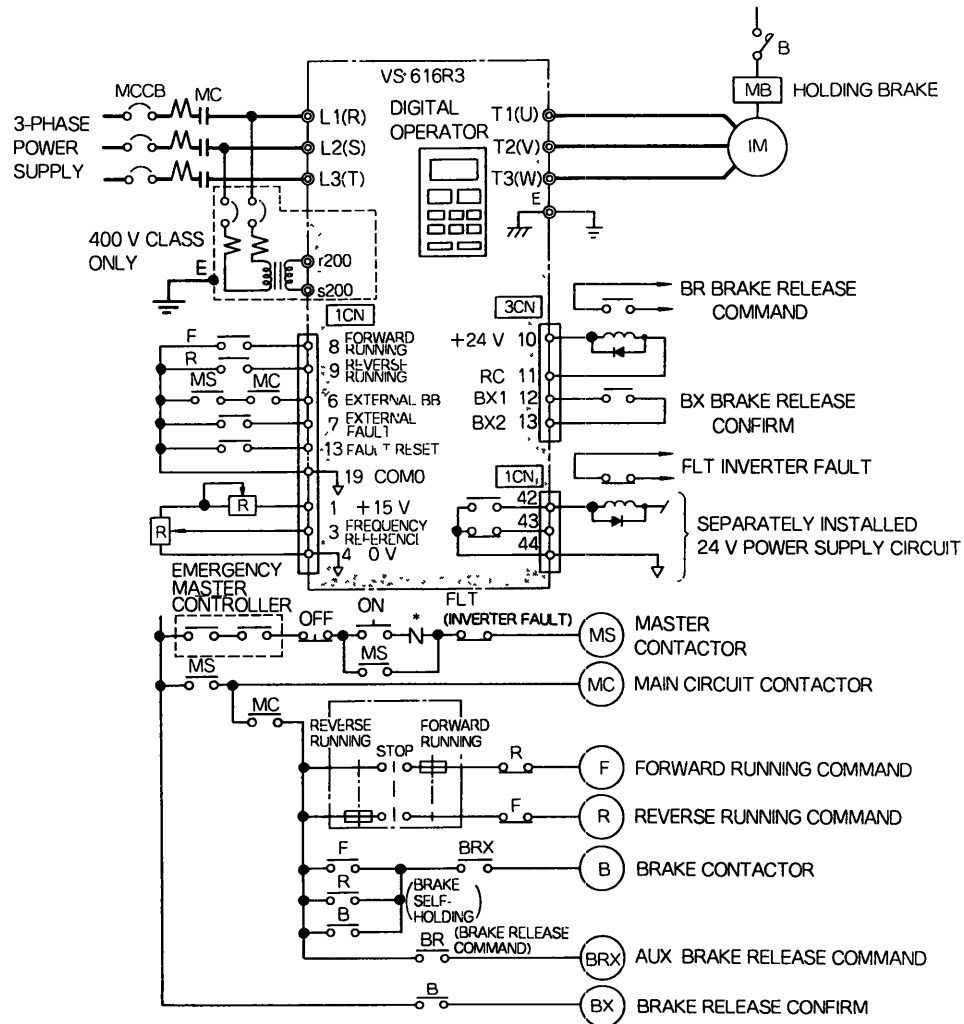 B
VS-616R3
MB HOLDING BRAKE
MCCB MC
DIGITAL
OPERATOR
L1(R)
T1(U)
3-PHASE
POWER
SUPPLY
L2(S)
T2(V)
IM
L3(T)
T3(W)
E
400 V CLASS
ONLY
E
r200
s200
1CN
3CN
BR BRAKE RELEASE
COMMAND
F
8 FORWARD
RUNNING
+24 V 10
R
9 REVERSE
RUNNING
RC 11
MS MC
6 EXTERNAL BB
BX1 12
BX2 13
BX BRAKE RELEASE
CONFIRM
7 EXTERNAL
FAULT
13 FAULT RESET
19 COM0
1CN
FLT INVERTER FAULT
R
1 +15 V
42
R
3 FREQUENCY
43
4 0 V
44
SEPARATELY INSTALLED
24 V POWER SUPPLY CIRCUIT
EMERGENCY
MASTER
CONTROLLER
OFF
ON
N
*
FLT
(INVERTER FAULT)
MS
MASTER
CONTACTOR
MS
MS
MC MAIN CIRCUIT CONTACTOR
MC
REVERSE
RUNNING
STOP
FORWARD
RUNNING
R
F FORWARD RUNNING COMMAND
F
R REVERSE RUNNING COMMAND
F
BRX
B BRAKE CONTACTOR
R
(BRAKE
SELF-
HOLDING)
B
BR
(BRAKE RELEASE
COMMAND)
BRX AUX BRAKE RELEASE COMMAND
B
BX BRAKE RELEASE CONFIRM